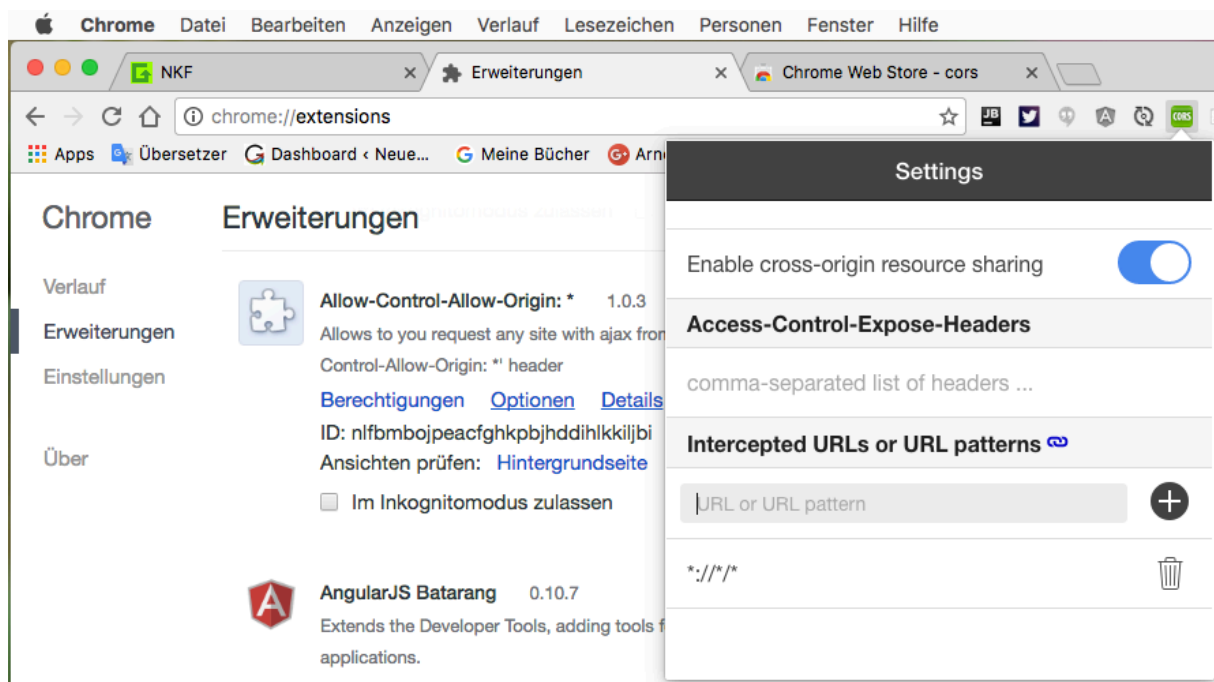 Chrome Datei Bearbeiten Anzeigen Verlauf Lesezeichen Personen Fenster Hilfe
NKF × Erweiterungen × Chrome Web Store - cors ×
chrome://extensions JB CORS
Apps Übersetzer Dashboard ‹ Neue... Meine Bücher Arn
Chrome
Verlauf
Erweiterungen
Einstellungen
Über
Erweiterungen
Allow-Control-Allow-Origin: * 1.0.3
Allows to you request any site with ajax from
Control-Allow-Origin: *' header
Berechtigungen Optionen Details
ID: nlfbmbojpeacfghkpbjhddihlkkiljbi
Ansichten prüfen: Hintergrundseite
Im Inkognitomodus zulassen
AngularJS Batarang 0.10.7
Extends the Developer Tools, adding tools f
applications.
Settings
Enable cross-origin resource sharing
Access-Control-Expose-Headers
comma-separated list of headers ...
Intercepted URLs or URL patterns
URL or URL pattern
*://*/*